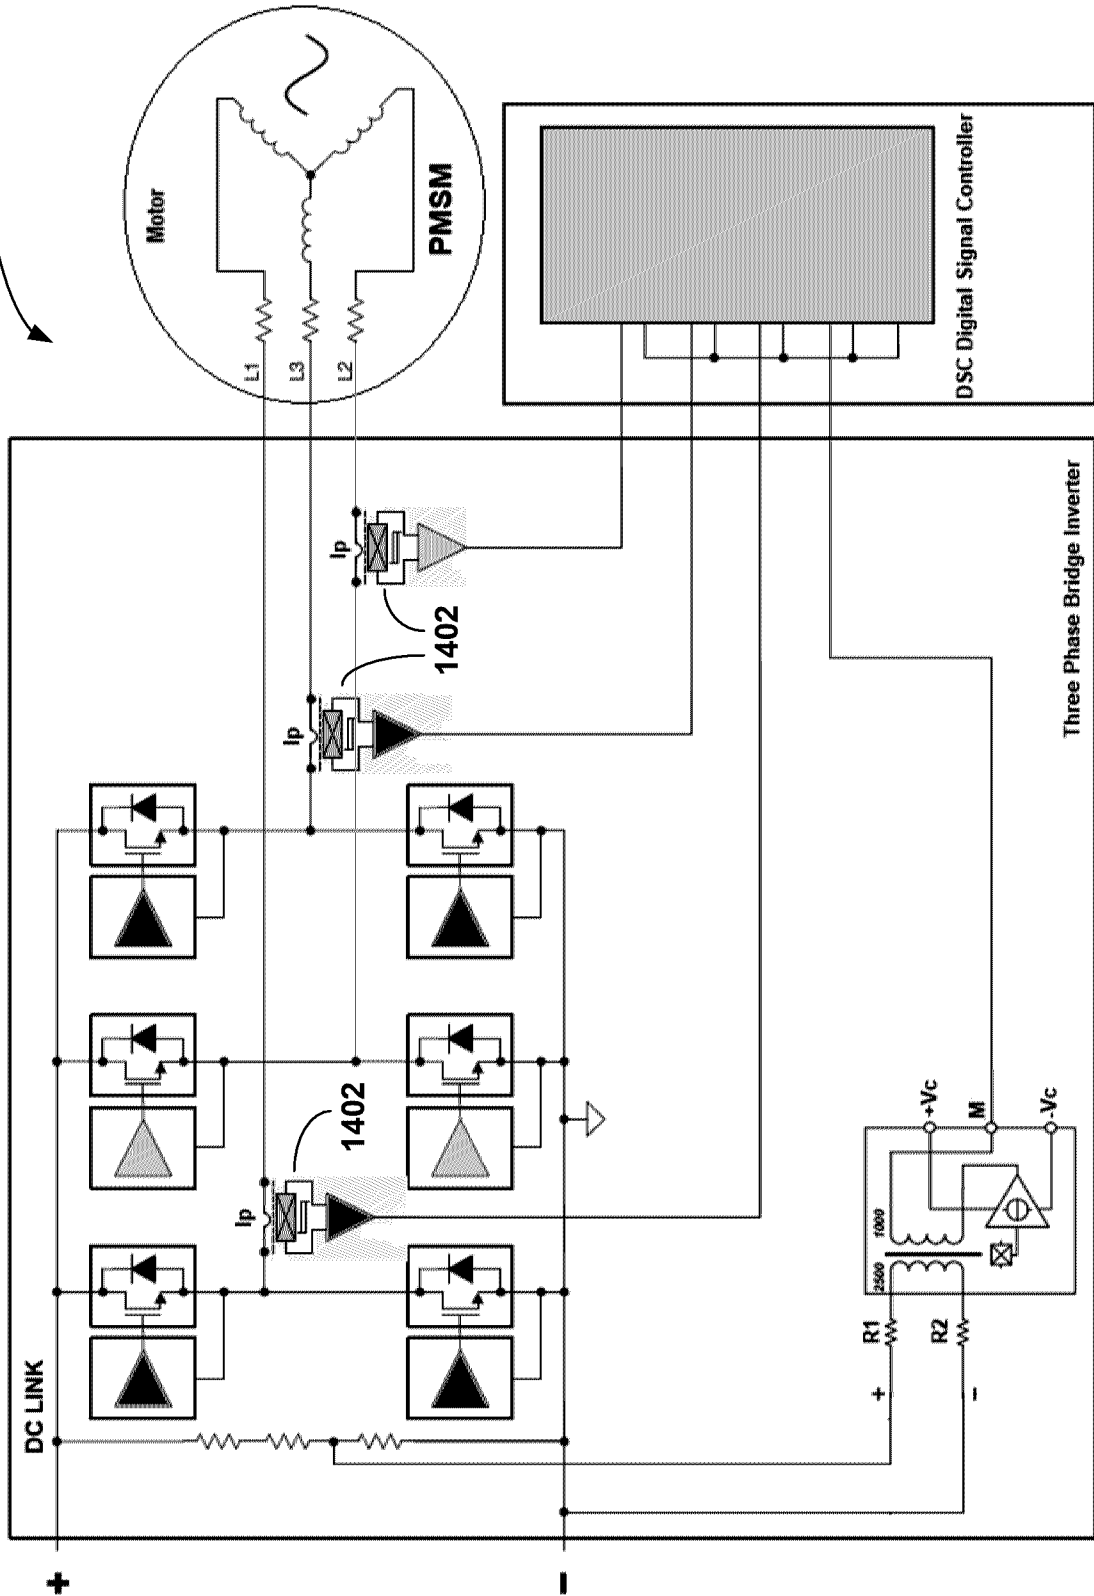 +
−
DC LINK
Motor
PMSM
L1
L3
L2
Ip
1402
Ip
Ip
1402
DSC Digital Signal Controller
Three Phase Bridge Inverter
R1
R2
+
−
2500
1000
+Vc
M
-Vc